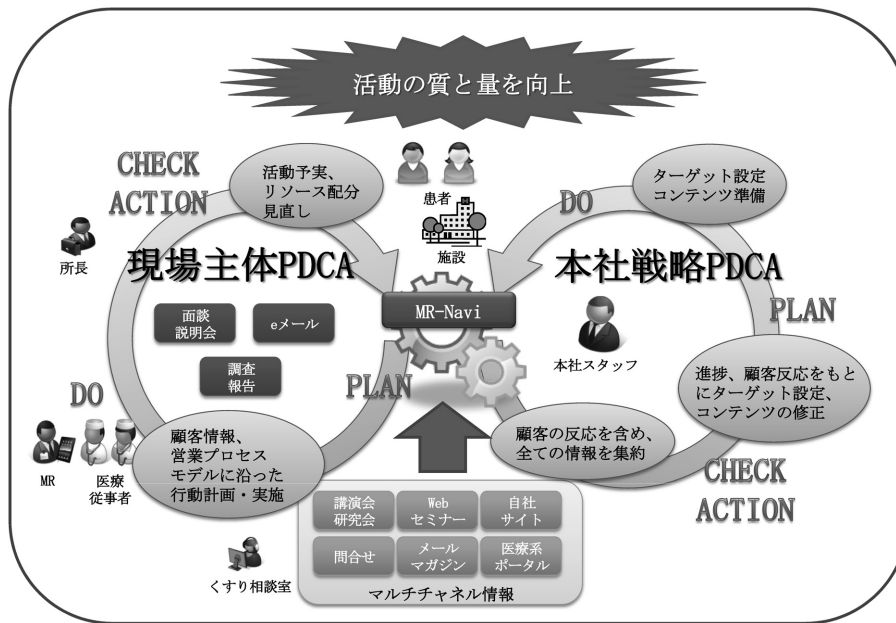 活動の質と量を向上
CHECK
ACTION
活動予実、
リソース配分
見直し
患者
施設
DO
ターゲット設定
コンテンツ準備
所長
現場主体PDCA
本社戦略PDCA
MR-Navi
面談
説明会
eメール
調査
報告
PLAN
本社スタッフ
PLAN
進捗、顧客反応をもと
にターゲット設定、
コンテンツの修正
DO
MR
医療
従事者
顧客情報、
営業プロセス
モデルに沿った
行動計画・実施
顧客の反応を含め、
全ての情報を集約
CHECK
ACTION
講演会
研究会
Web
セミナー
自社
サイト
問合せ
メール
マガジン
医療系
ポータル
マルチチャネル情報
くすり相談室